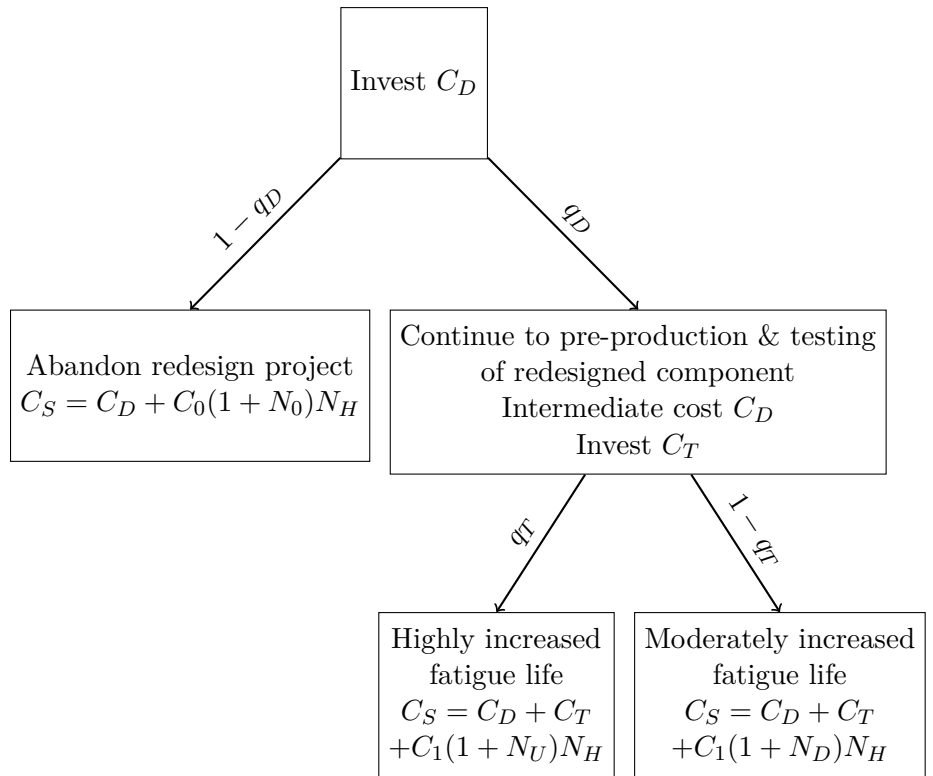 Invest C_D
1 − q_D
q_D
Abandon redesign project
C_S = C_D + C_0(1 + N_0)N_H
Continue to pre-production & testing
of redesigned component
Intermediate cost C_D
Invest C_T
q_T
1 − q_T
Highly increased
fatigue life
C_S = C_D + C_T
+C_1(1 + N_U)N_H
Moderately increased
fatigue life
C_S = C_D + C_T
+C_1(1 + N_D)N_H